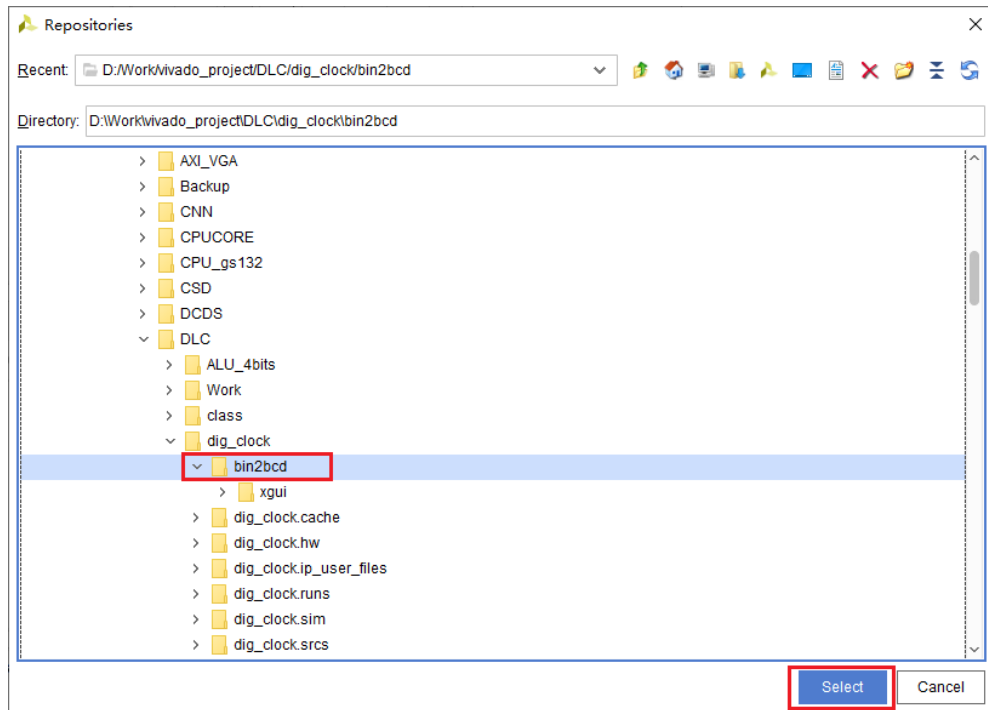 Repositories
Recent: D:/Work/vivado_project/DLC/dig_clock/bin2bcd
Directory: D:\Work\vivado_project\DLC\dig_clock\bin2bcd
AXI_VGA
Backup
CNN
CPUCORE
CPU_gs132
CSD
DCDS
DLC
ALU_4bits
Work
class
dig_clock
bin2bcd
xgui
dig_clock.cache
dig_clock.hw
dig_clock.ip_user_files
dig_clock.runs
dig_clock.sim
dig_clock.srcs
Select Cancel